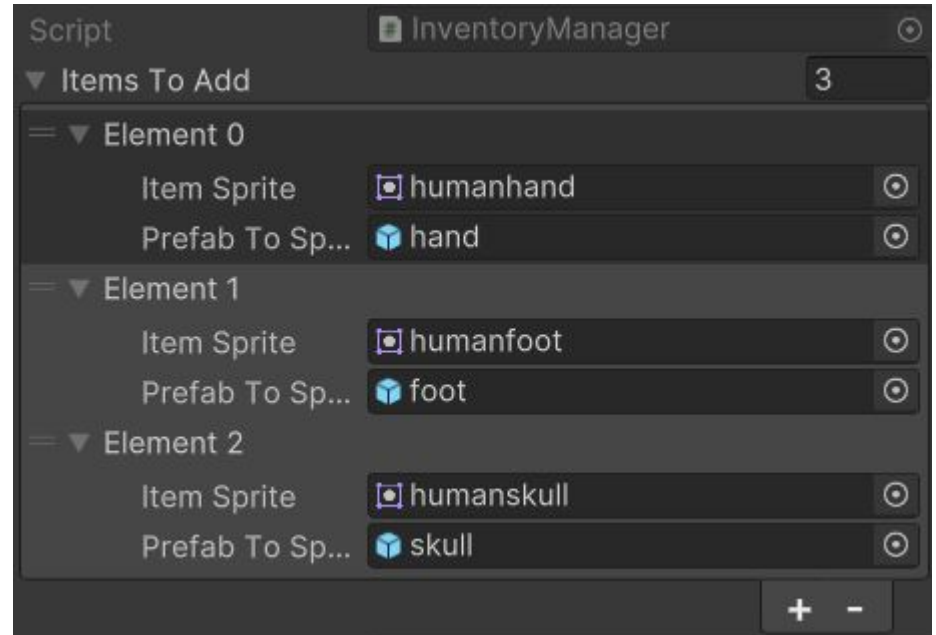 Script InventoryManager
Items To Add 3
Element 0
Item Sprite humanhand
Prefab To Sp... hand
Element 1
Item Sprite humanfoot
Prefab To Sp... foot
Element 2
Item Sprite humanskull
Prefab To Sp... skull
+ -